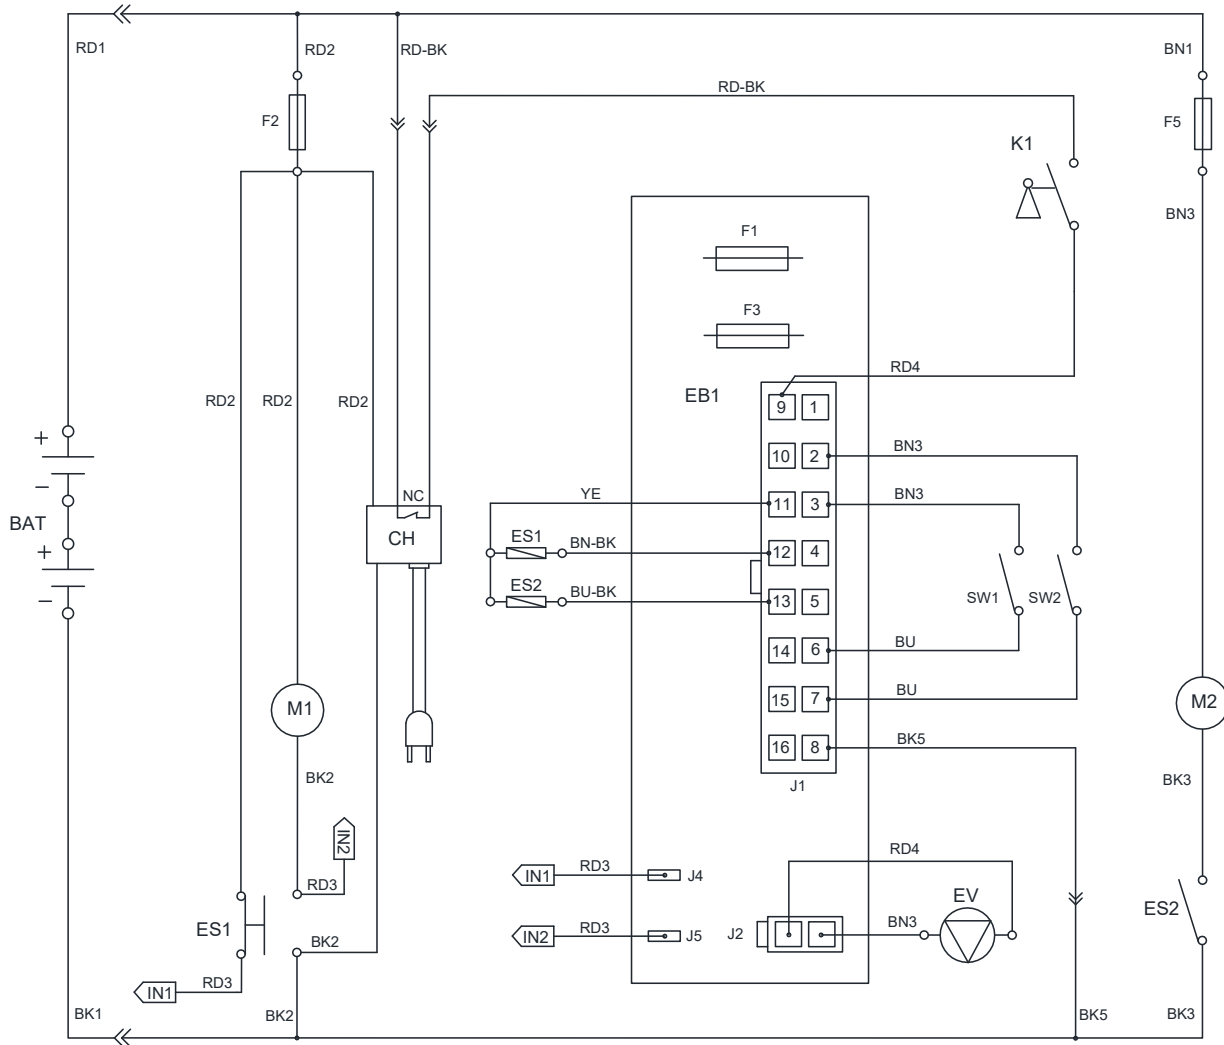 RD1
RD2
RD-BK
BN1
RD-BK
F2
F5
K1
BN3
F1
F3
RD4
EB1
9 1
RD2
RD2
RD2
+
10 2
BN3
−
NC
YE
11 3
BN3
BAT
CH
ES1
BN-BK
12 4
+
ES2
BU-BK
13 5
SW1
SW2
−
14 6
BU
15 7
BU
M1
M2
16 8
BK5
BK2
J1
BK3
IN2
RD4
IN1
RD3
J4
RD3
EV
ES2
ES1
BK2
IN2
RD3
J5
J2
BN3
IN1
RD3
BK1
BK2
BK5
BK3